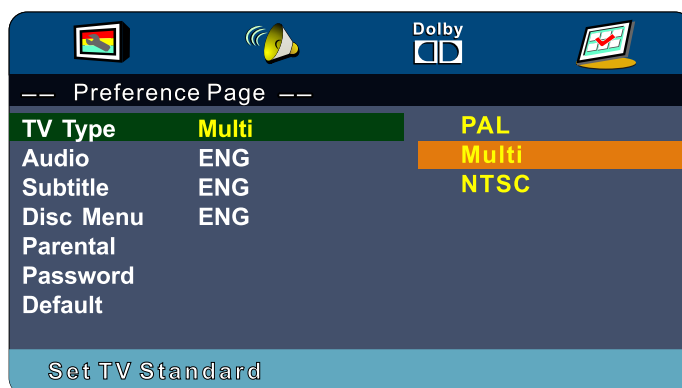 Dolby
-- Preference Page --
TV Type Multi PAL
Audio ENG Multi
Subtitle ENG NTSC
Disc Menu ENG
Parental
Password
Default
Set TV Standard